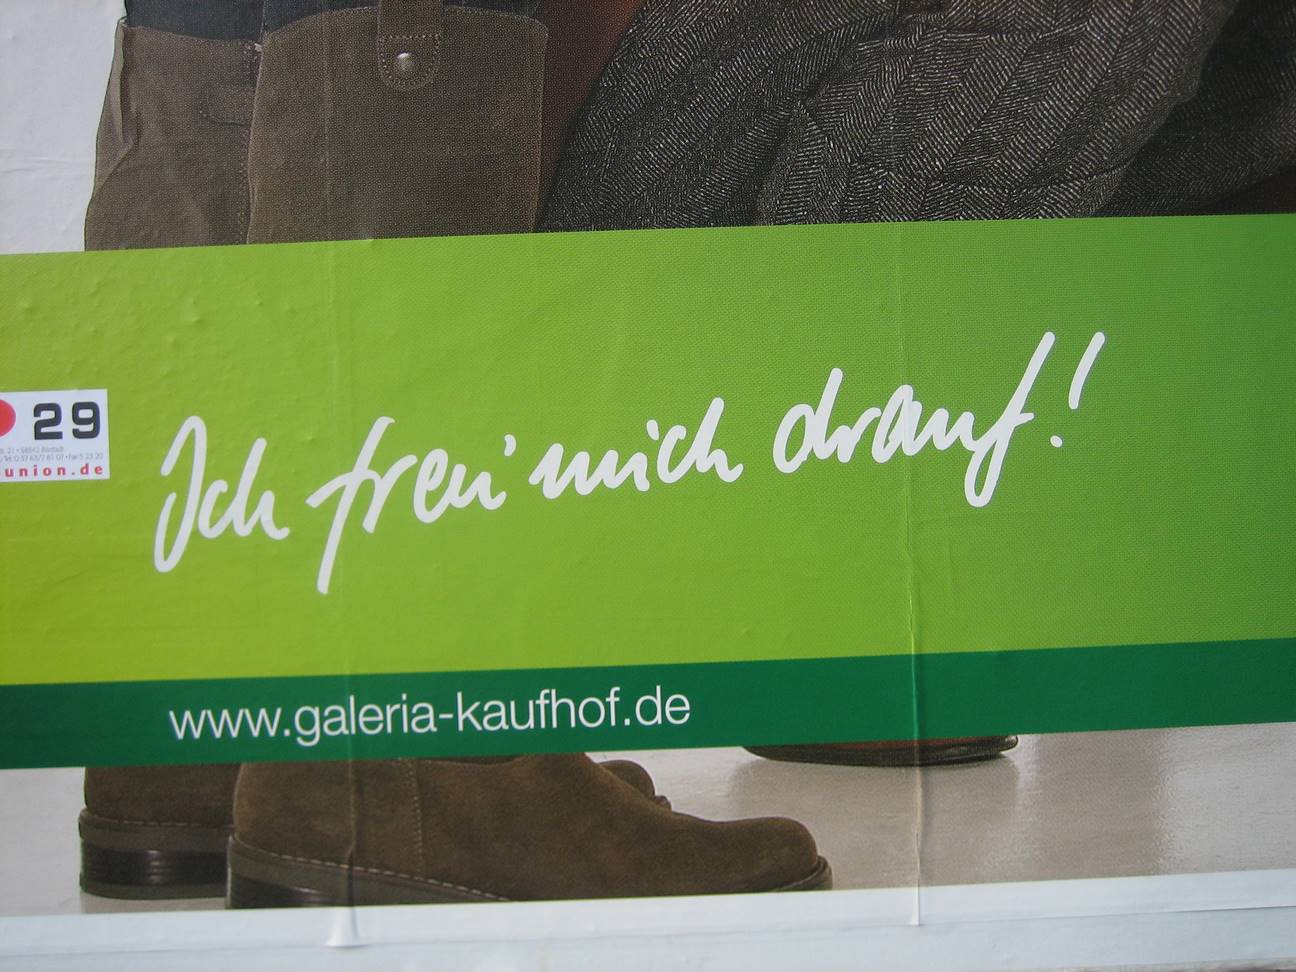 29
union.de
Ich freu' mich drauf!
www.galeria-kaufhof.de